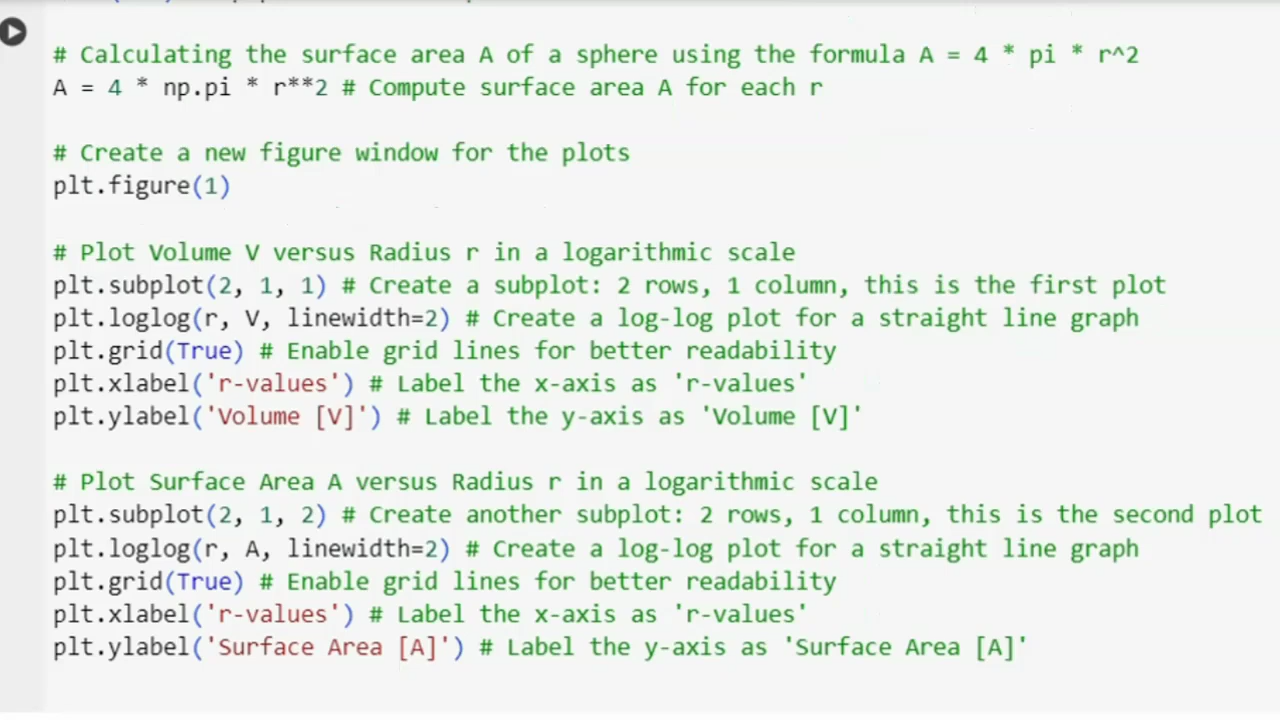 # Calculating the surface area A of a sphere using the formula A = 4 * pi * r^2
A = 4 * np.pi * r**2 # Compute surface area A for each r
# Create a new figure window for the plots
plt.figure(1)
# Plot Volume V versus Radius r in a logarithmic scale
plt.subplot(2, 1, 1) # Create a subplot: 2 rows, 1 column, this is the first plot
plt.loglog(r, V, linewidth=2) # Create a log-log plot for a straight line graph
plt.grid(True) # Enable grid lines for better readability
plt.xlabel('r-values') # Label the x-axis as 'r-values'
plt.ylabel('Volume [V]') # Label the y-axis as 'Volume [V]'
# Plot Surface Area A versus Radius r in a logarithmic scale
plt.subplot(2, 1, 2) # Create another subplot: 2 rows, 1 column, this is the second plot
plt.loglog(r, A, linewidth=2) # Create a log-log plot for a straight line graph
plt.grid(True) # Enable grid lines for better readability
plt.xlabel('r-values') # Label the x-axis as 'r-values'
plt.ylabel('Surface Area [A]') # Label the y-axis as 'Surface Area [A]'